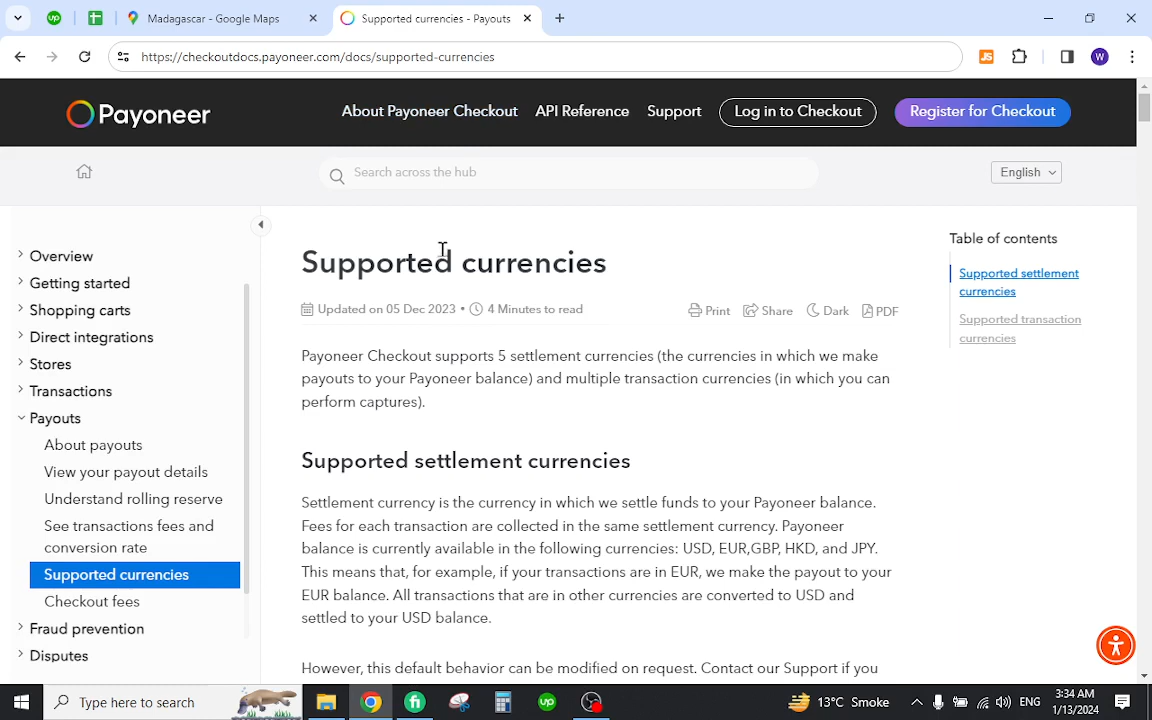 Madagascar - Google Maps
Supported currencies - Payouts
https://checkoutdocs.payoneer.com/docs/supported-currencies
JS
W
Payoneer
About Payoneer Checkout
API Reference
Support
Log in to Checkout
Register for Checkout
Search across the hub
English
Overview
Getting started
Shopping carts
Direct integrations
Stores
Transactions
Payouts
About payouts
View your payout details
Understand rolling reserve
See transactions fees and
conversion rate
Supported currencies
Checkout fees
Fraud prevention
Disputes
Supported currencies
Updated on 05 Dec 2023 • 4 Minutes to read
Print
Share
Dark
PDF
Payoneer Checkout supports 5 settlement currencies (the currencies in which we make
payouts to your Payoneer balance) and multiple transaction currencies (in which you can
perform captures).
Supported settlement currencies
Settlement currency is the currency in which we settle funds to your Payoneer balance.
Fees for each transaction are collected in the same settlement currency. Payoneer
balance is currently available in the following currencies: USD, EUR,GBP, HKD, and JPY.
This means that, for example, if your transactions are in EUR, we make the payout to your
EUR balance. All transactions that are in other currencies are converted to USD and
settled to your USD balance.
However, this default behavior can be modified on request. Contact our Support if you
Table of contents
Supported settlement
currencies
Supported transaction
currencies
Type here to search
fi
up
13°C Smoke
ENG
3:34 AM
1/13/2024